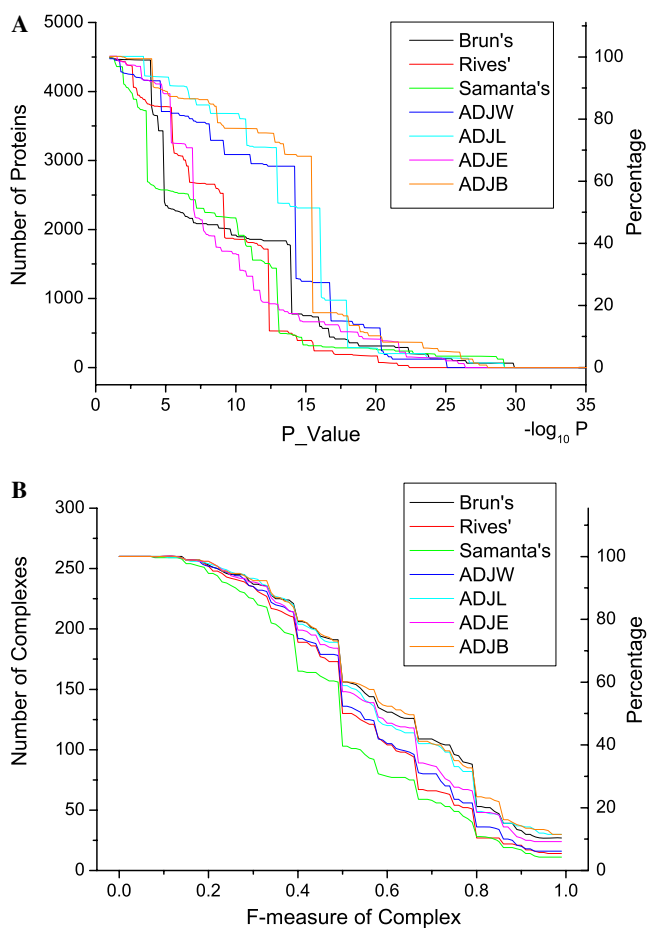 A
5000
4000
3000
2000
1000
0
Number of Proteins
Brun's
Rives'
Samanta's
ADJW
ADJL
ADJE
ADJB
100
80
60
40
20
0
Percentage
0 5 10 15 20 25 30 35
P_Value
-log10 P
B
300
250
200
150
100
50
0
Number of Complexes
Brun's
Rives'
Samanta's
ADJW
ADJL
ADJE
ADJB
100
80
60
40
20
0
Percentage
0.0 0.2 0.4 0.6 0.8 1.0
F-measure of Complex